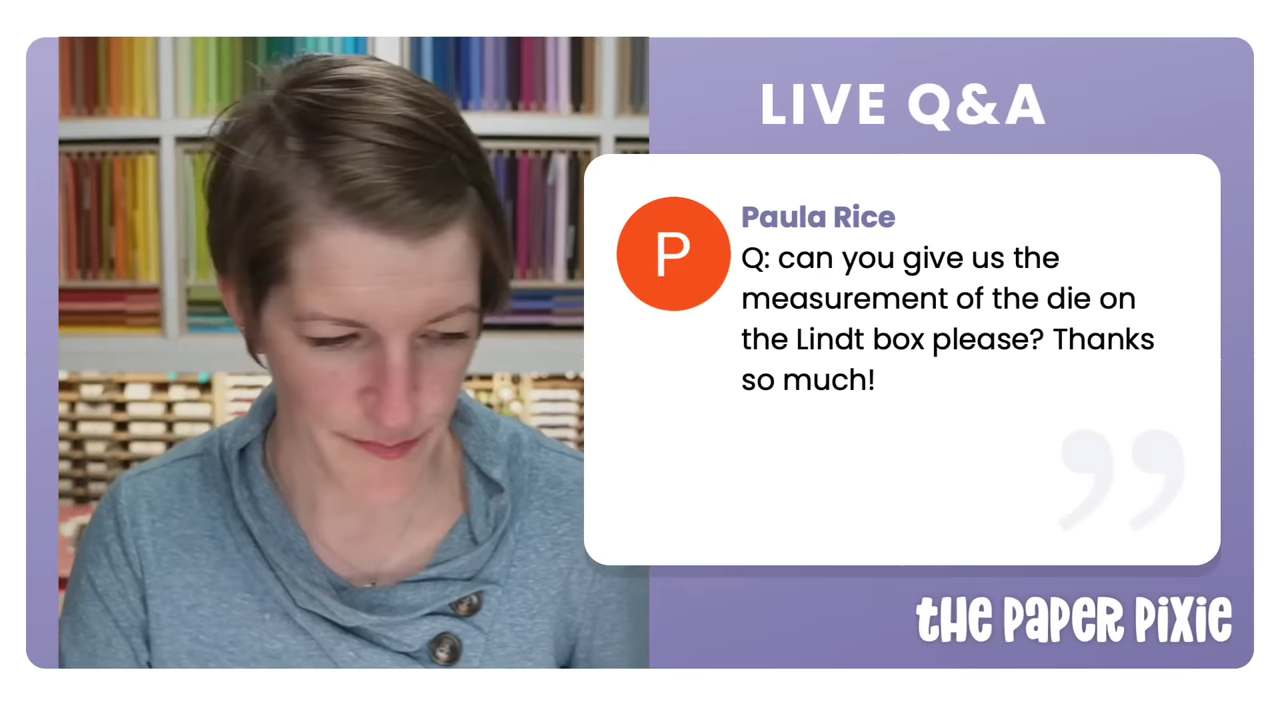 LIVE Q&A
P
Paula Rice
Q: can you give us the
measurement of the die on
the Lindt box please? Thanks
so much!
”
the PAPER PiXiE